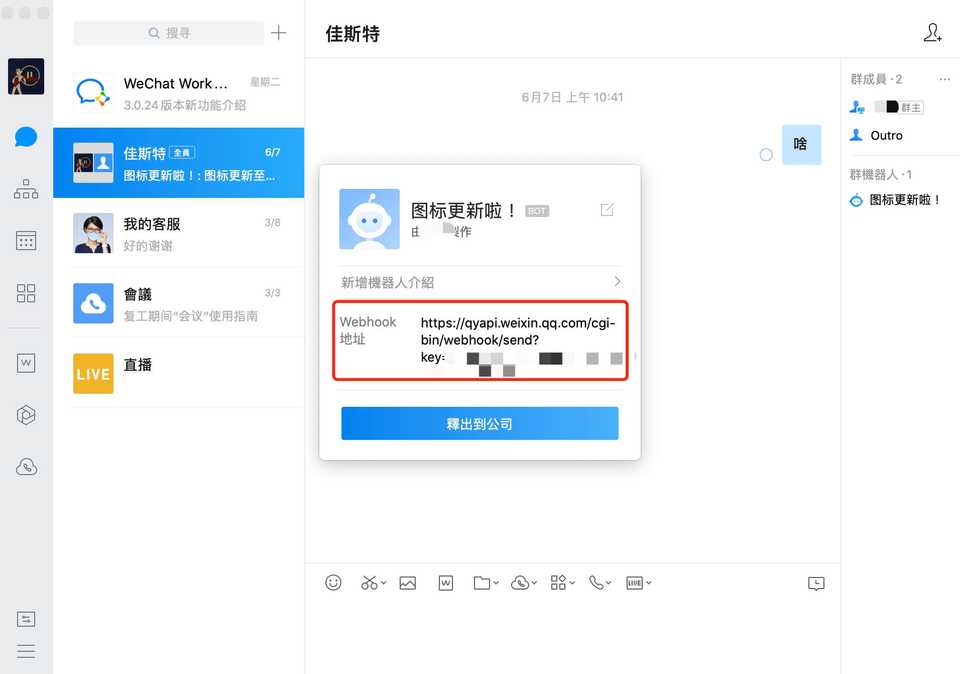 搜寻
WeChat Work...
星期二
3.0.24 版本新功能介绍
佳斯特
全員
6/7
图标更新啦！: 图标更新至...
我的客服
3/8
好的谢谢
會議
3/3
复工期间“会议”使用指南
LIVE
直播
佳斯特
6月7日 上午 10:41
啥
图标更新啦！
BOT
製作
新增機器人介紹
Webhook
地址
https://qyapi.weixin.qq.com/cgi-
bin/webhook/send?
key:
釋出到公司
群成員·2
...
群主
Outro
群機器人·1
图标更新啦！
W
W
LIVE